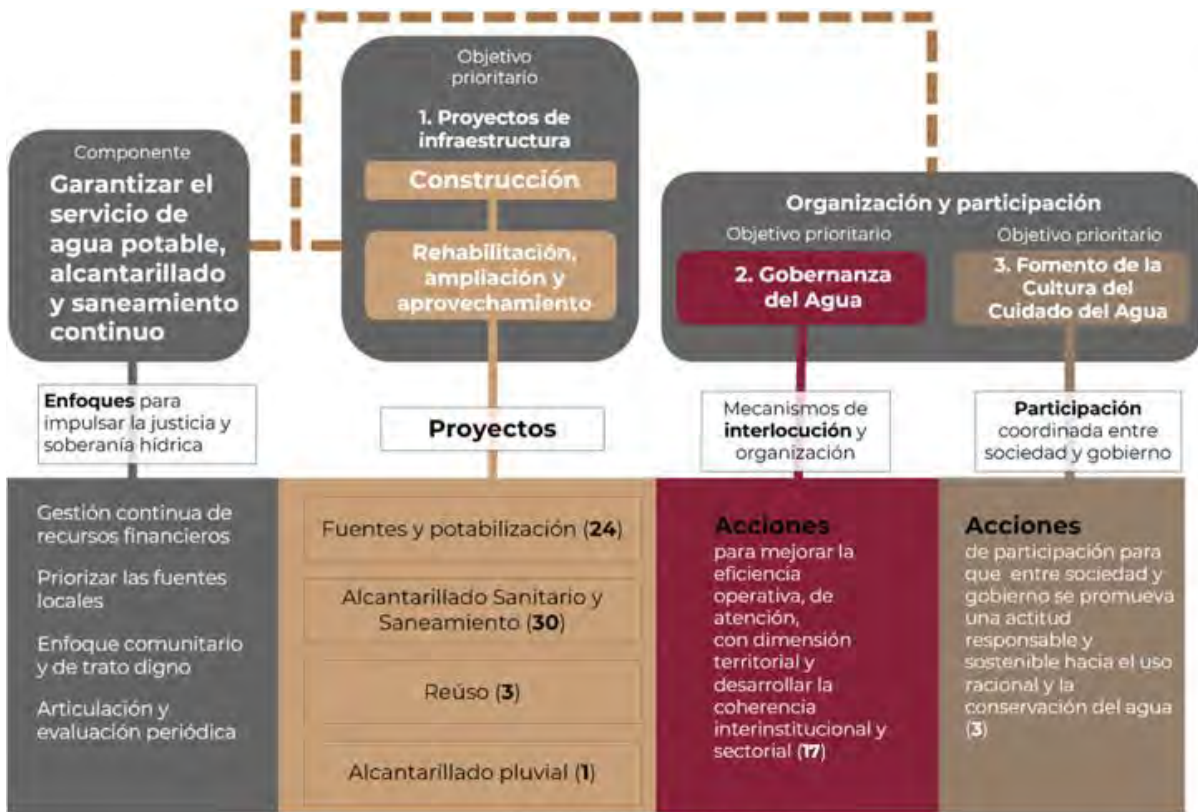 Objetivo
prioritario
1. Proyectos de
infraestructura
Construcción
Rehabilitación,
ampliación y
aprovechamiento
Componente
Garantizar el
servicio de
agua potable,
alcantarillado
y saneamiento
continuo
Organización y participación
Objetivo prioritario
2. Gobernanza
del Agua
Objetivo prioritario
3. Fomento de la
Cultura del
Cuidado del Agua
Enfoques para
impulsar la justicia y
soberanía hídrica
Proyectos
Mecanismos de
interlocución y
organización
Participación
coordinada entre
sociedad y gobierno
Gestión continua de
recursos financieros
Priorizar las fuentes
locales
Enfoque comunitario
y de trato digno
Articulación y
evaluación periódica
Fuentes y potabilización (24)
Alcantarillado Sanitario y
Saneamiento (30)
Reúso (3)
Alcantarillado pluvial (1)
Acciones
para mejorar la
eficiencia
operativa, de
atención,
con dimensión
territorial y
desarrollar la
coherencia
interinstitucional y
sectorial (17)
Acciones
de participación para
que entre sociedad y
gobierno se promueva
una actitud
responsable y
sostenible hacia el uso
racional y la
conservación del agua
(3)